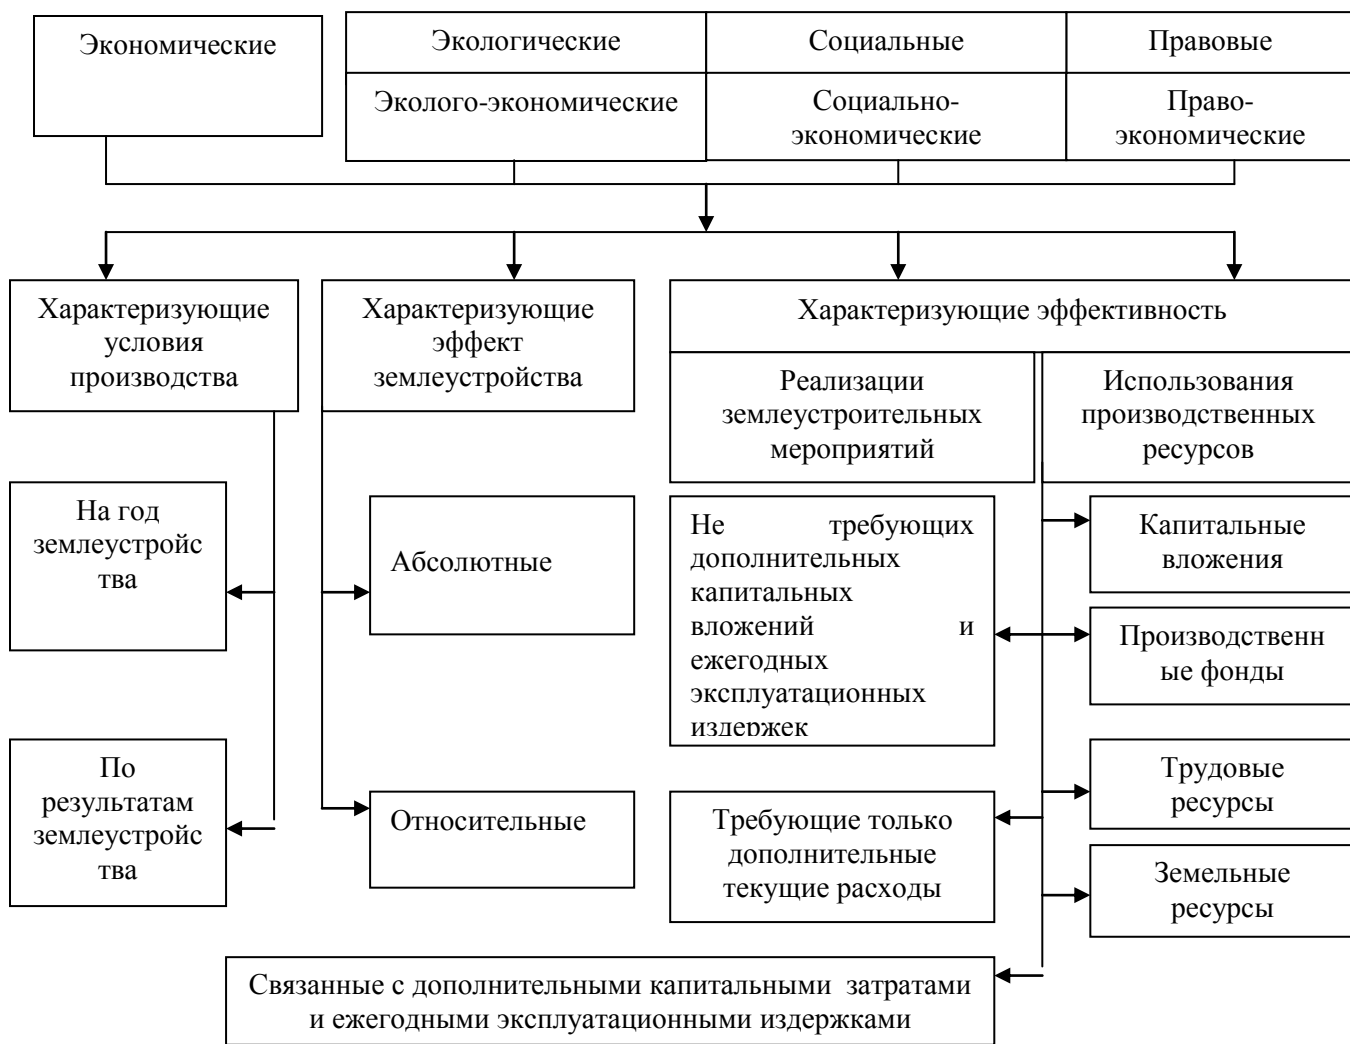 Экономические
Экологические
Социальные
Правовые
Эколого-экономические
Социально-
экономические
Право-
экономические
Характеризующие
условия
производства
Характеризующие
эффект
землеустройства
Характеризующие эффективность
Реализации
землеустроительных
мероприятий
Использования
производственных
ресурсов
На год
землеустройс
тва
Абсолютные
Не требующих
дополнительных
капитальных
вложений и
ежегодных
эксплуатационных
издержек
Капитальные
вложения
Производственн
ые фонды
По
результатам
землеустройс
тва
Относительные
Требующие только
дополнительные
текущие расходы
Трудовые
ресурсы
Земельные
ресурсы
Связанные с дополнительными капитальными затратами
и ежегодными эксплуатационными издержками